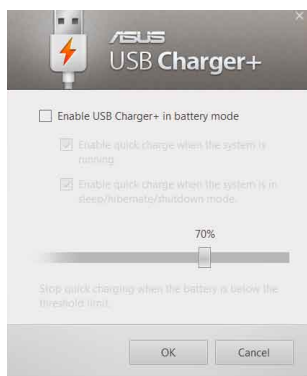 ASUS
USB Charger+
Enable USB Charger+ in battery mode
Enable quick charge when the system is
running.
Enable quick charge when the system is in
sleep/hibernate/shutdown mode.
70%
Stop quick charging when the battery is below the
threshold limit.
OK
Cancel